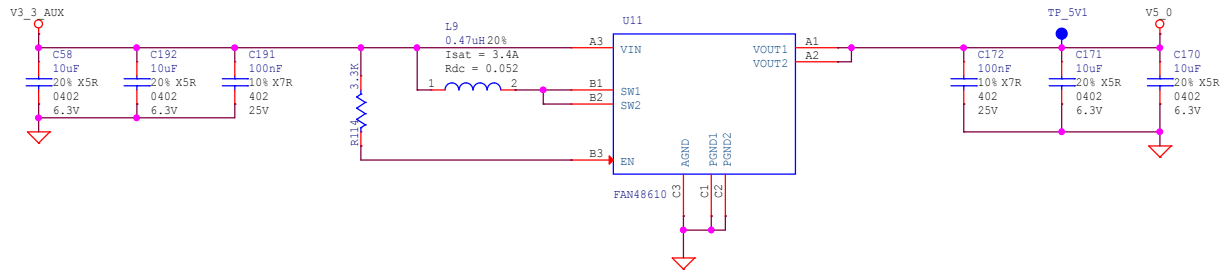 V3_3_AUX
C58
10uF
20% X5R
0402
6.3V
C192
10uF
20% X5R
0402
6.3V
C191
100nF
10% X7R
402
25V
3.3K
R114
L9
0.47uH 20%
Isat = 3.4A
Rdc = 0.052
1
2
U11
A3
VIN
B1
SW1
B2
SW2
B3
EN
VOUT1
A1
VOUT2
A2
AGND
PGND1
PGND2
C3
C1
C2
FAN48610
C172
100nF
10% X7R
402
25V
TP_5V1
C171
10uF
20% X5R
0402
6.3V
V5_0
C170
10uF
20% X5R
0402
6.3V